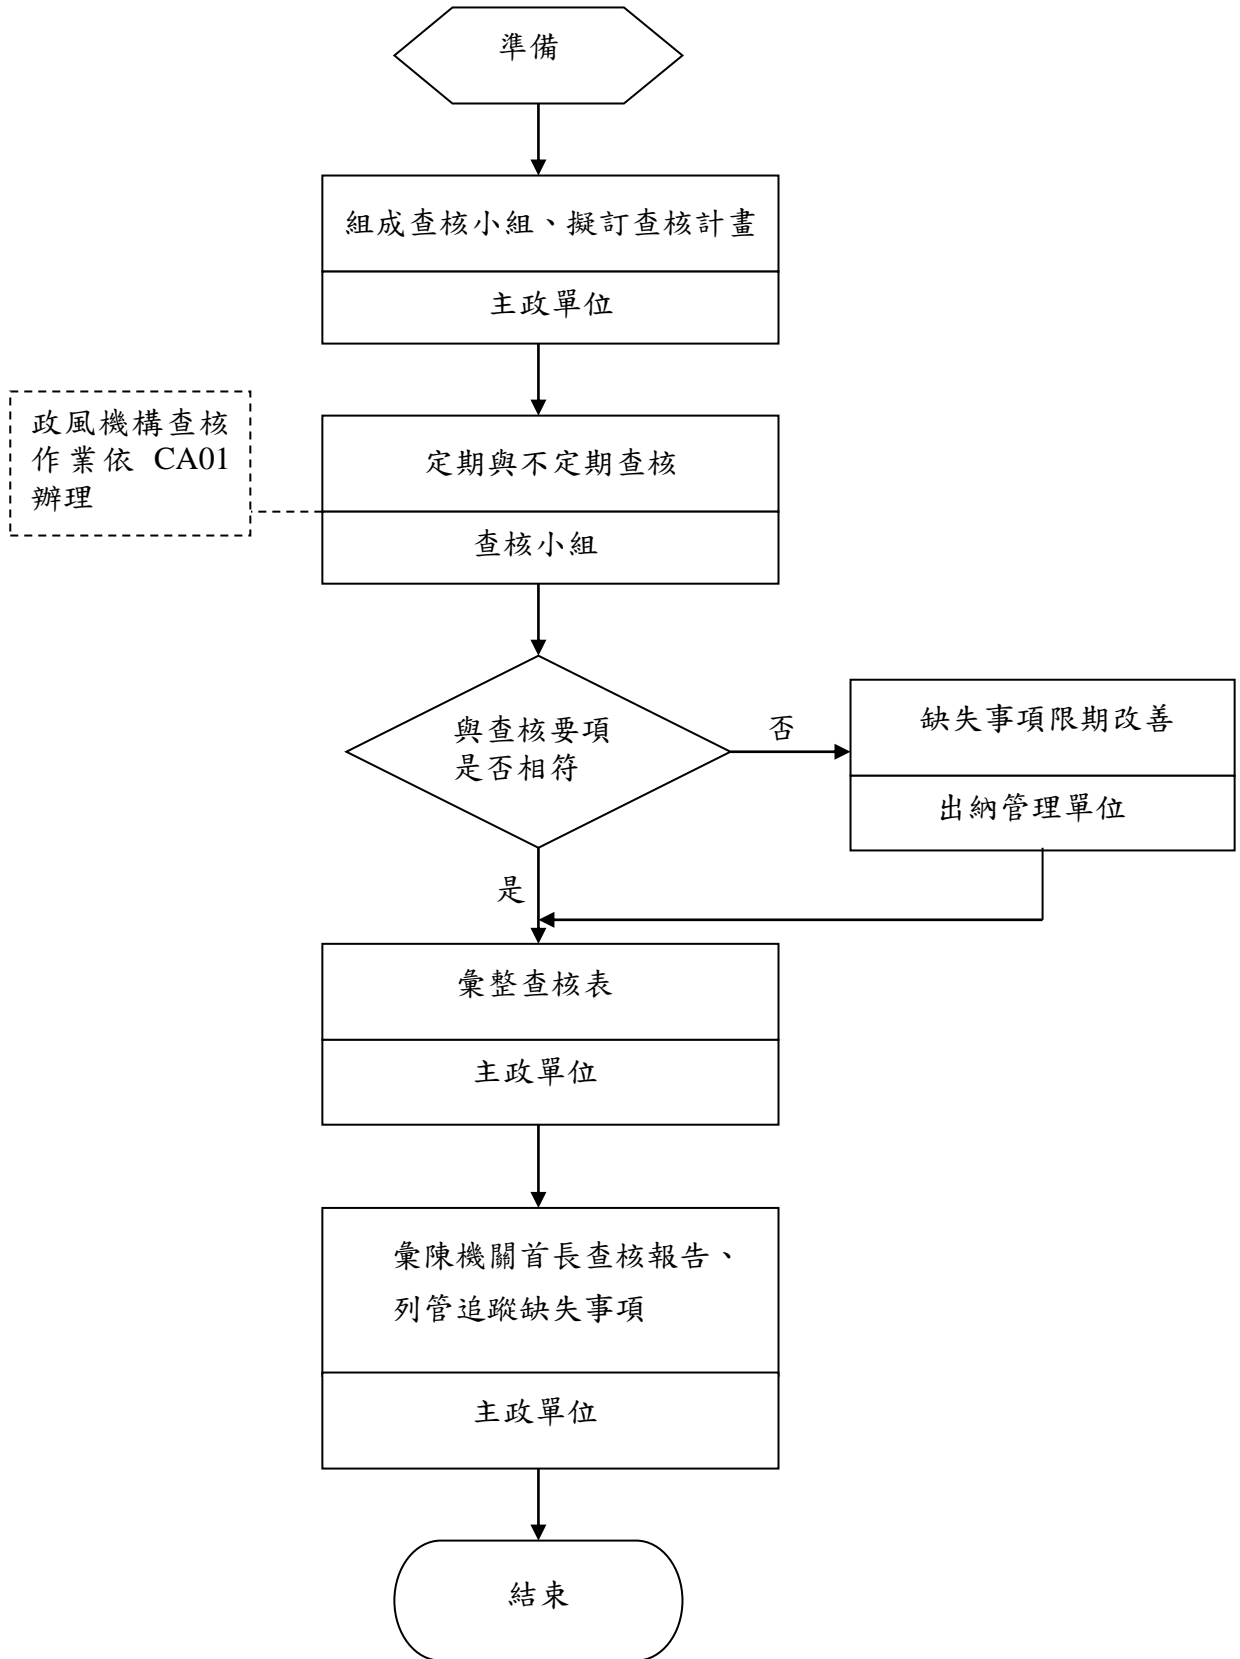 準備
組成查核小組、擬訂查核計畫
主政單位
政風機構查核
作業依 CA01
辦理
定期與不定期查核
查核小組
與查核要項
是否相符
否
缺失事項限期改善
出納管理單位
是
彙整查核表
主政單位
彙陳機關首長查核報告、
列管追蹤缺失事項
主政單位
結束